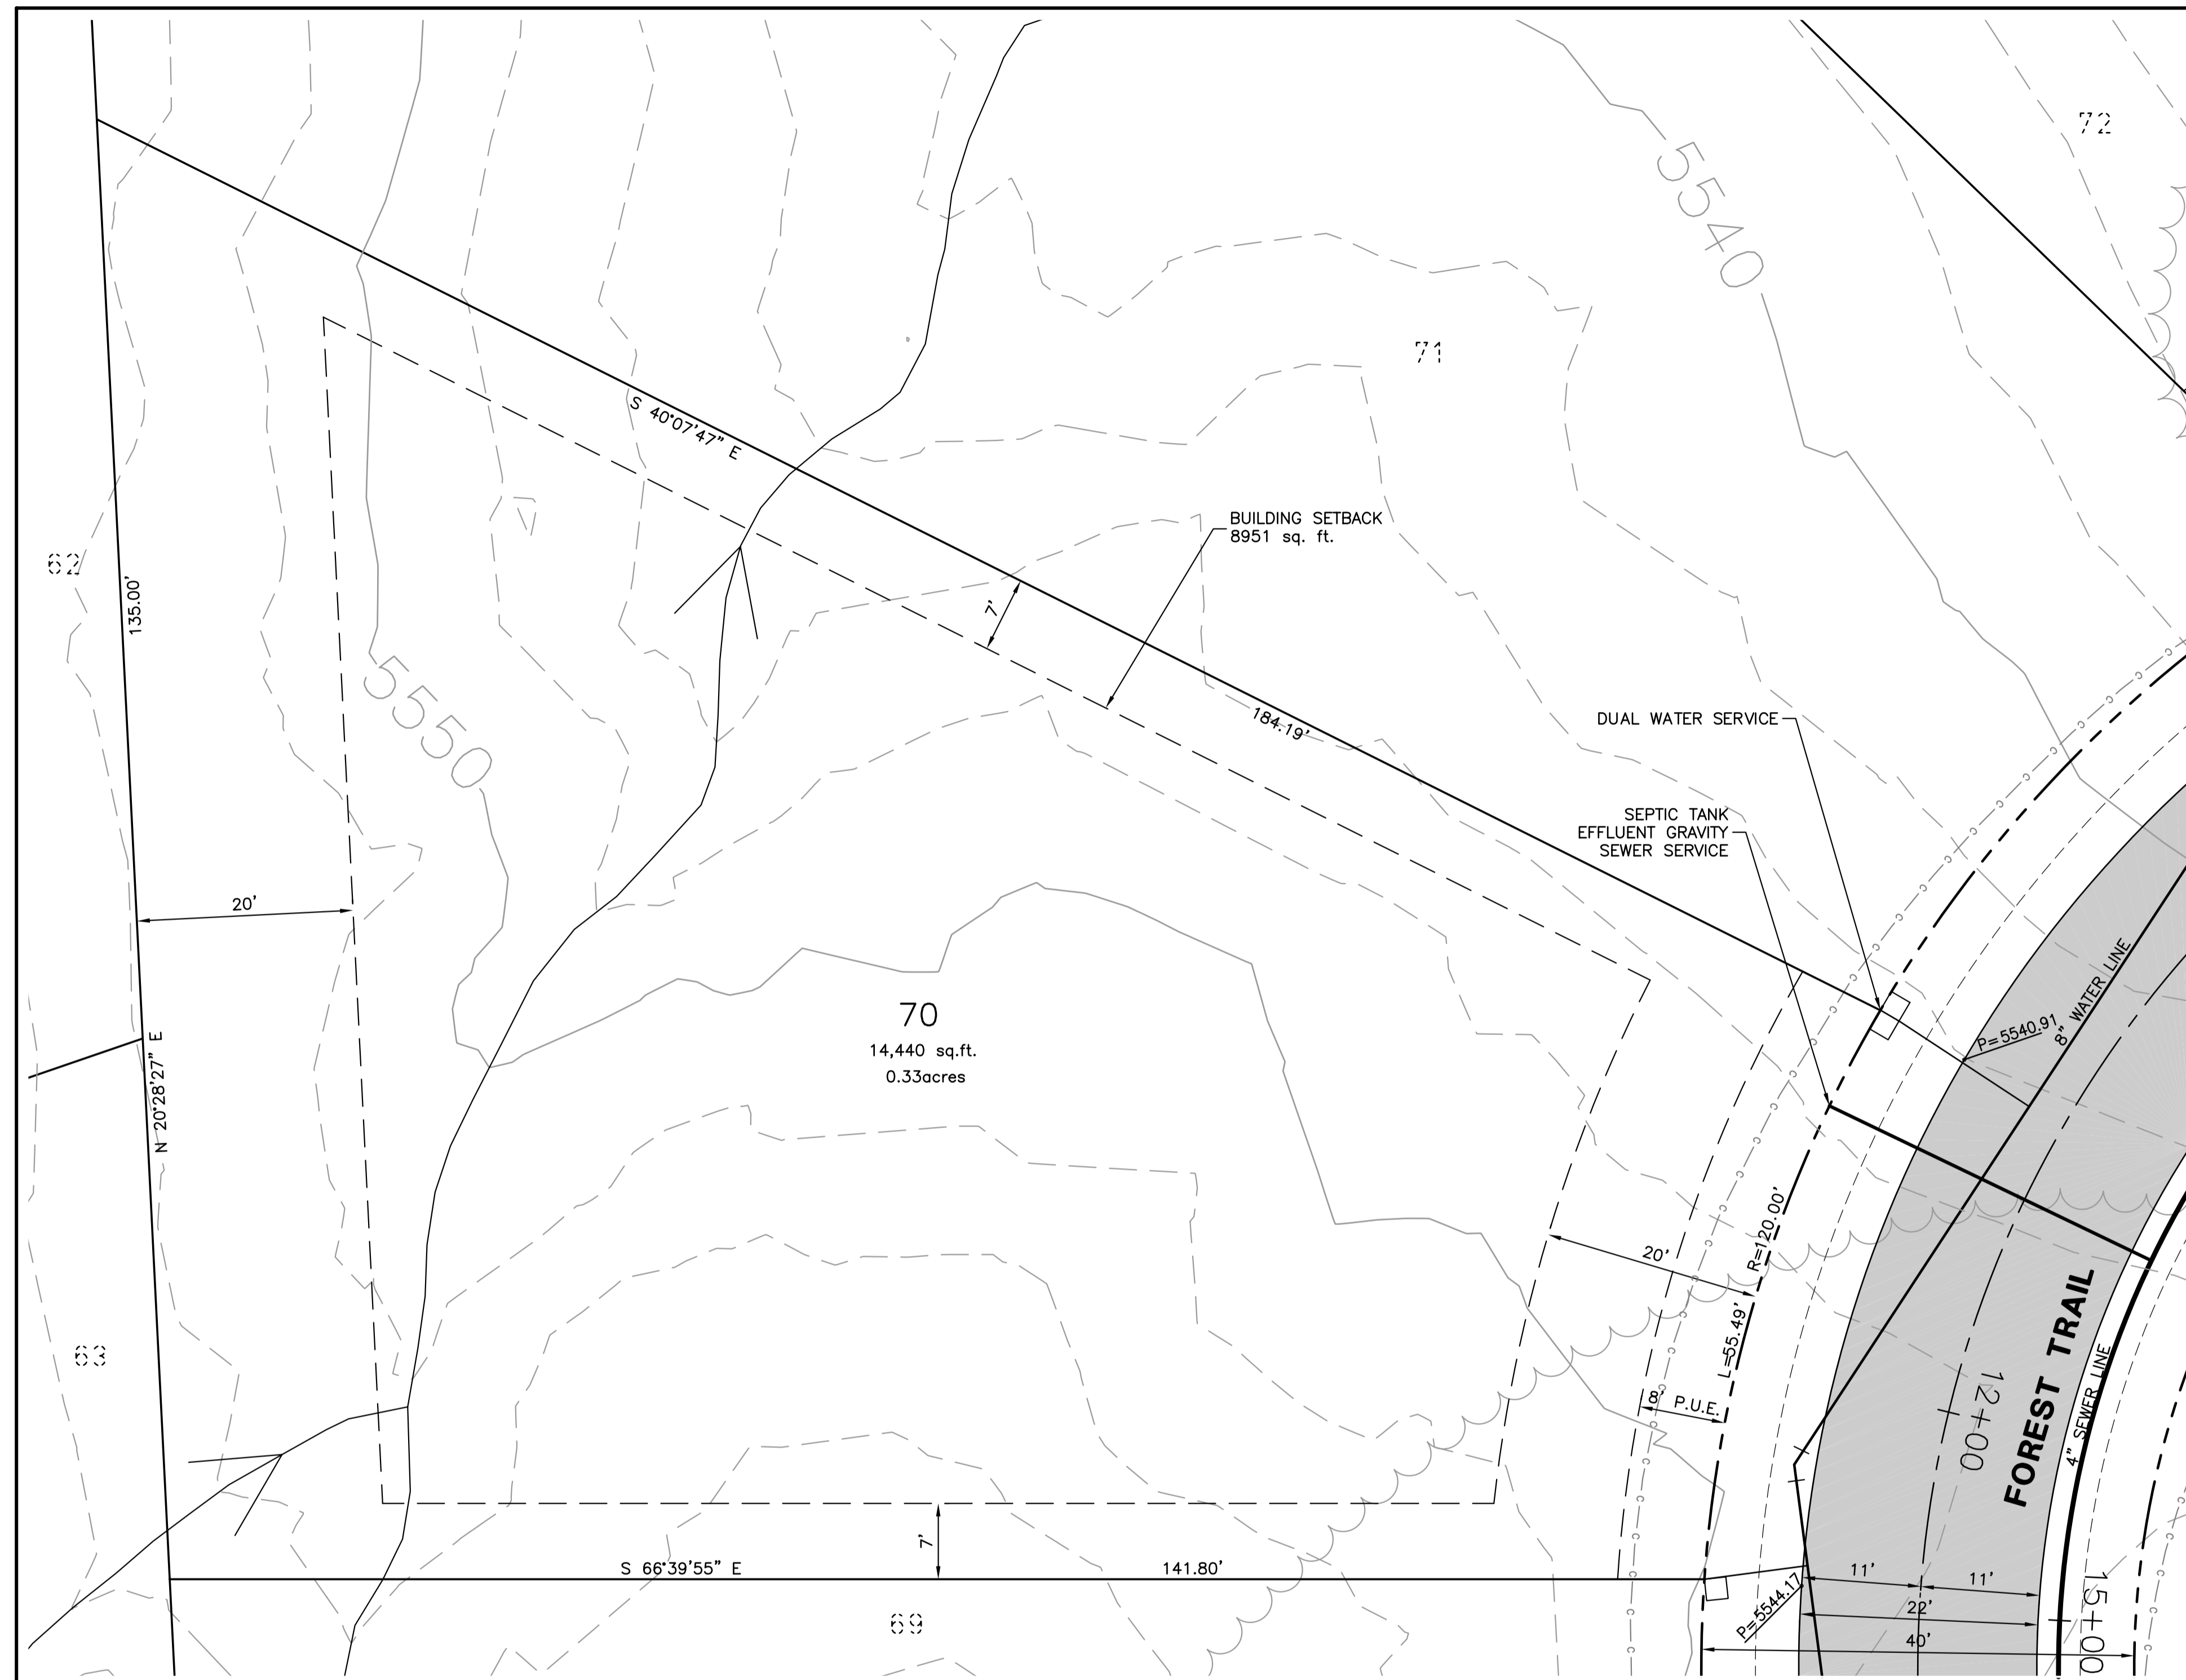 72
5540
71
62
S 40°07'47" E
BUILDING SETBACK
8951 sq. ft.
7'
135.00'
5550
184.19'
DUAL WATER SERVICE
SEPTIC TANK
EFFLUENT GRAVITY
SEWER SERVICE
20'
70
14,440 sq.ft.
0.33acres
N 20°28'27" E
P=5540.91
8" WATER LINE
R=120.00'
20'
L=55.49'
8' P.U.E.
63
FOREST TRAIL
12+00
4" SEWER LINE
7'
S 66°39'55" E
141.80'
69
P=5544.17
11'
11'
22'
40'
15+00
C C C C C C C C C C C C C C C C C C C C C C C C C C